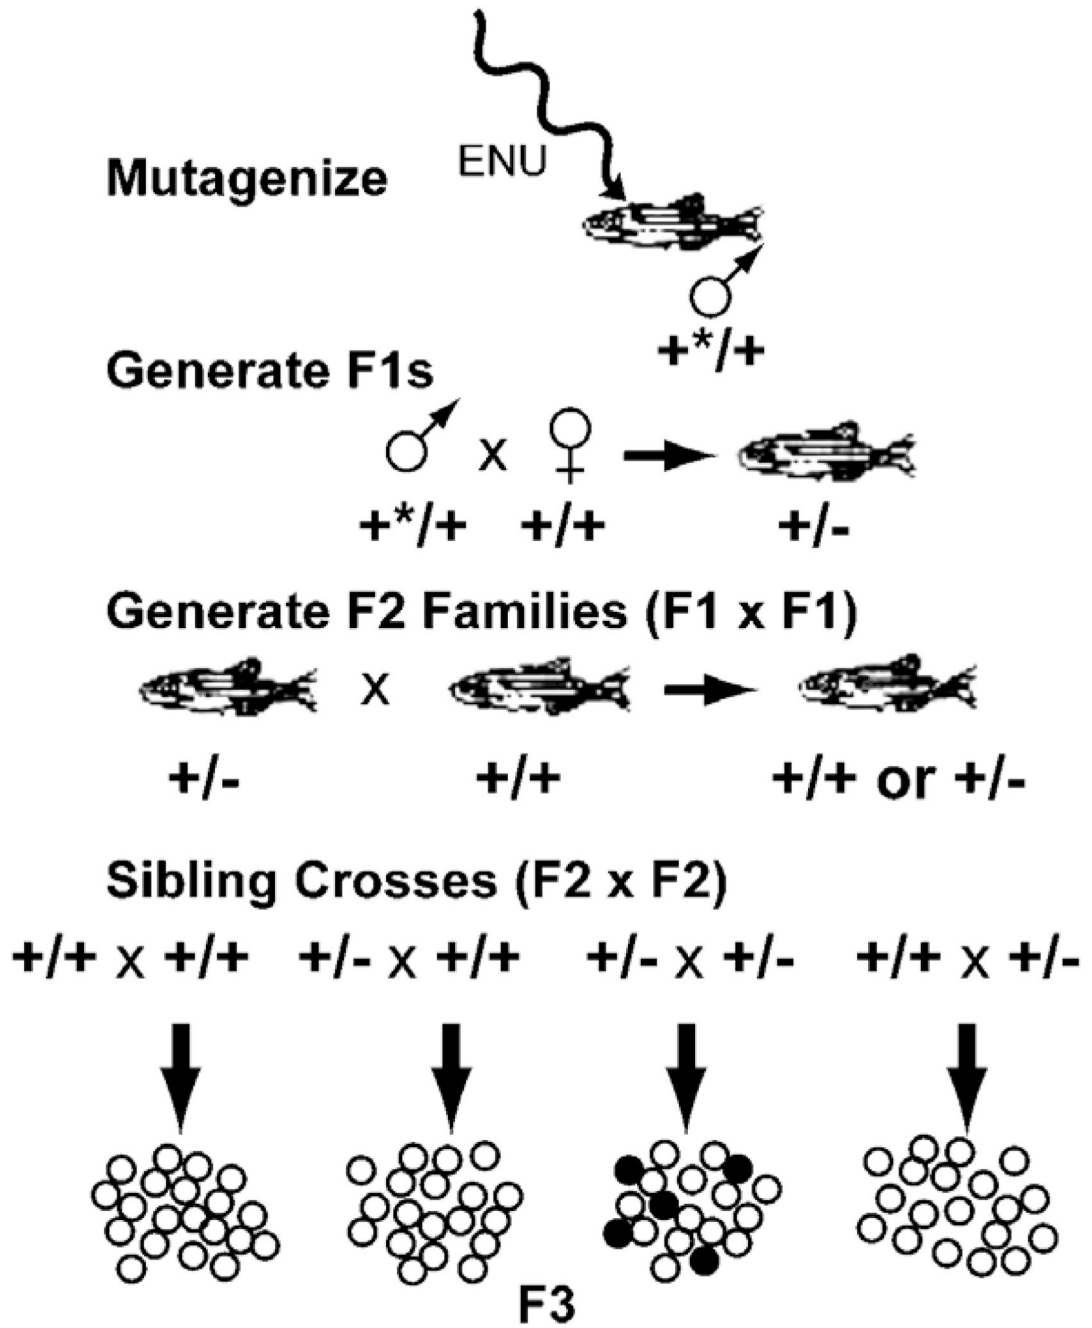 ENU
Mutagenize
+*/+
Generate F1s
x
+*/+ +/+ +/-
Generate F2 Families (F1 x F1)
x
+/- +/+ +/+ or +/-
Sibling Crosses (F2 x F2)
+/+ x +/+ +/- x +/+ +/- x +/- +/+ x +/-
F3